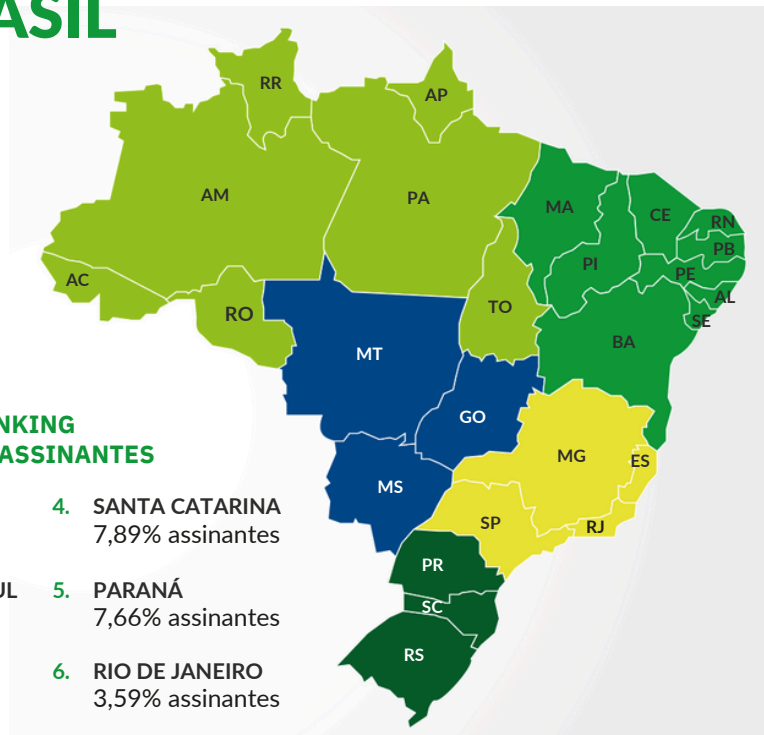 ASIL
RR
AP
AM
PA
MA
CE
RN
PB
PI
PE
AC
TO
AL
RO
SE
BA
MT
GO
NKING
ASSINANTES
MG
ES
MS
4. SANTA CATARINA
7,89% assinantes
SP
RJ
PR
UL
5. PARANÁ
7,66% assinantes
SC
RS
6. RIO DE JANEIRO
3,59% assinantes